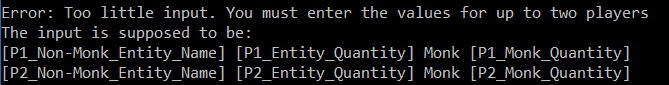 Error: Too little input. You must enter the values for up to two players
The input is supposed to be:
[P1_Non-Monk_Entity_Name] [P1_Entity_Quantity] Monk [P1_Monk_Quantity]
[P2_Non-Monk_Entity_Name] [P2_Entity_Quantity] Monk [P2_Monk_Quantity]